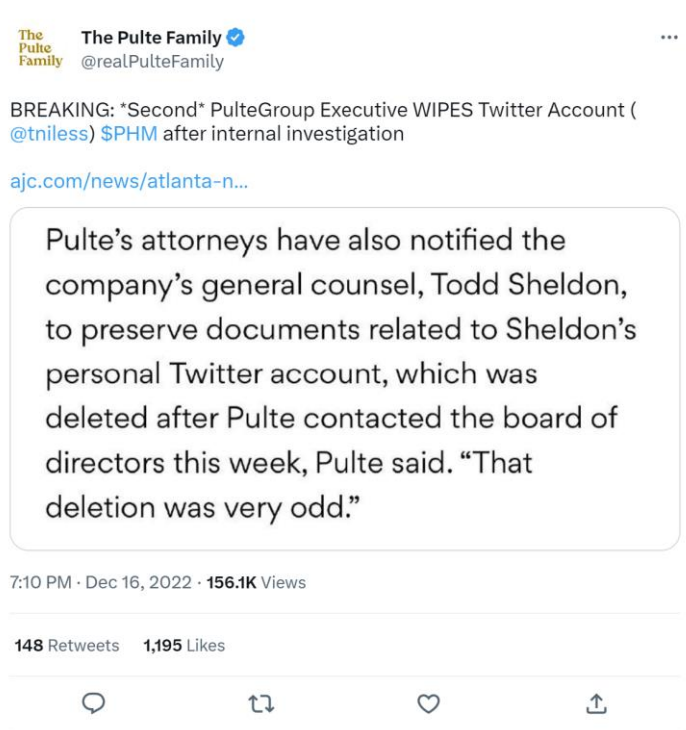 The
Pulte
Family
The Pulte Family
@realPulteFamily
BREAKING: *Second* PulteGroup Executive WIPES Twitter Account (
@tniless) $PHM after internal investigation
ajc.com/news/atlanta-n...
Pulte’s attorneys have also notified the
company’s general counsel, Todd Sheldon,
to preserve documents related to Sheldon’s
personal Twitter account, which was
deleted after Pulte contacted the board of
directors this week, Pulte said. “That
deletion was very odd.”
7:10 PM · Dec 16, 2022 · 156.1K Views
148 Retweets 1,195 Likes